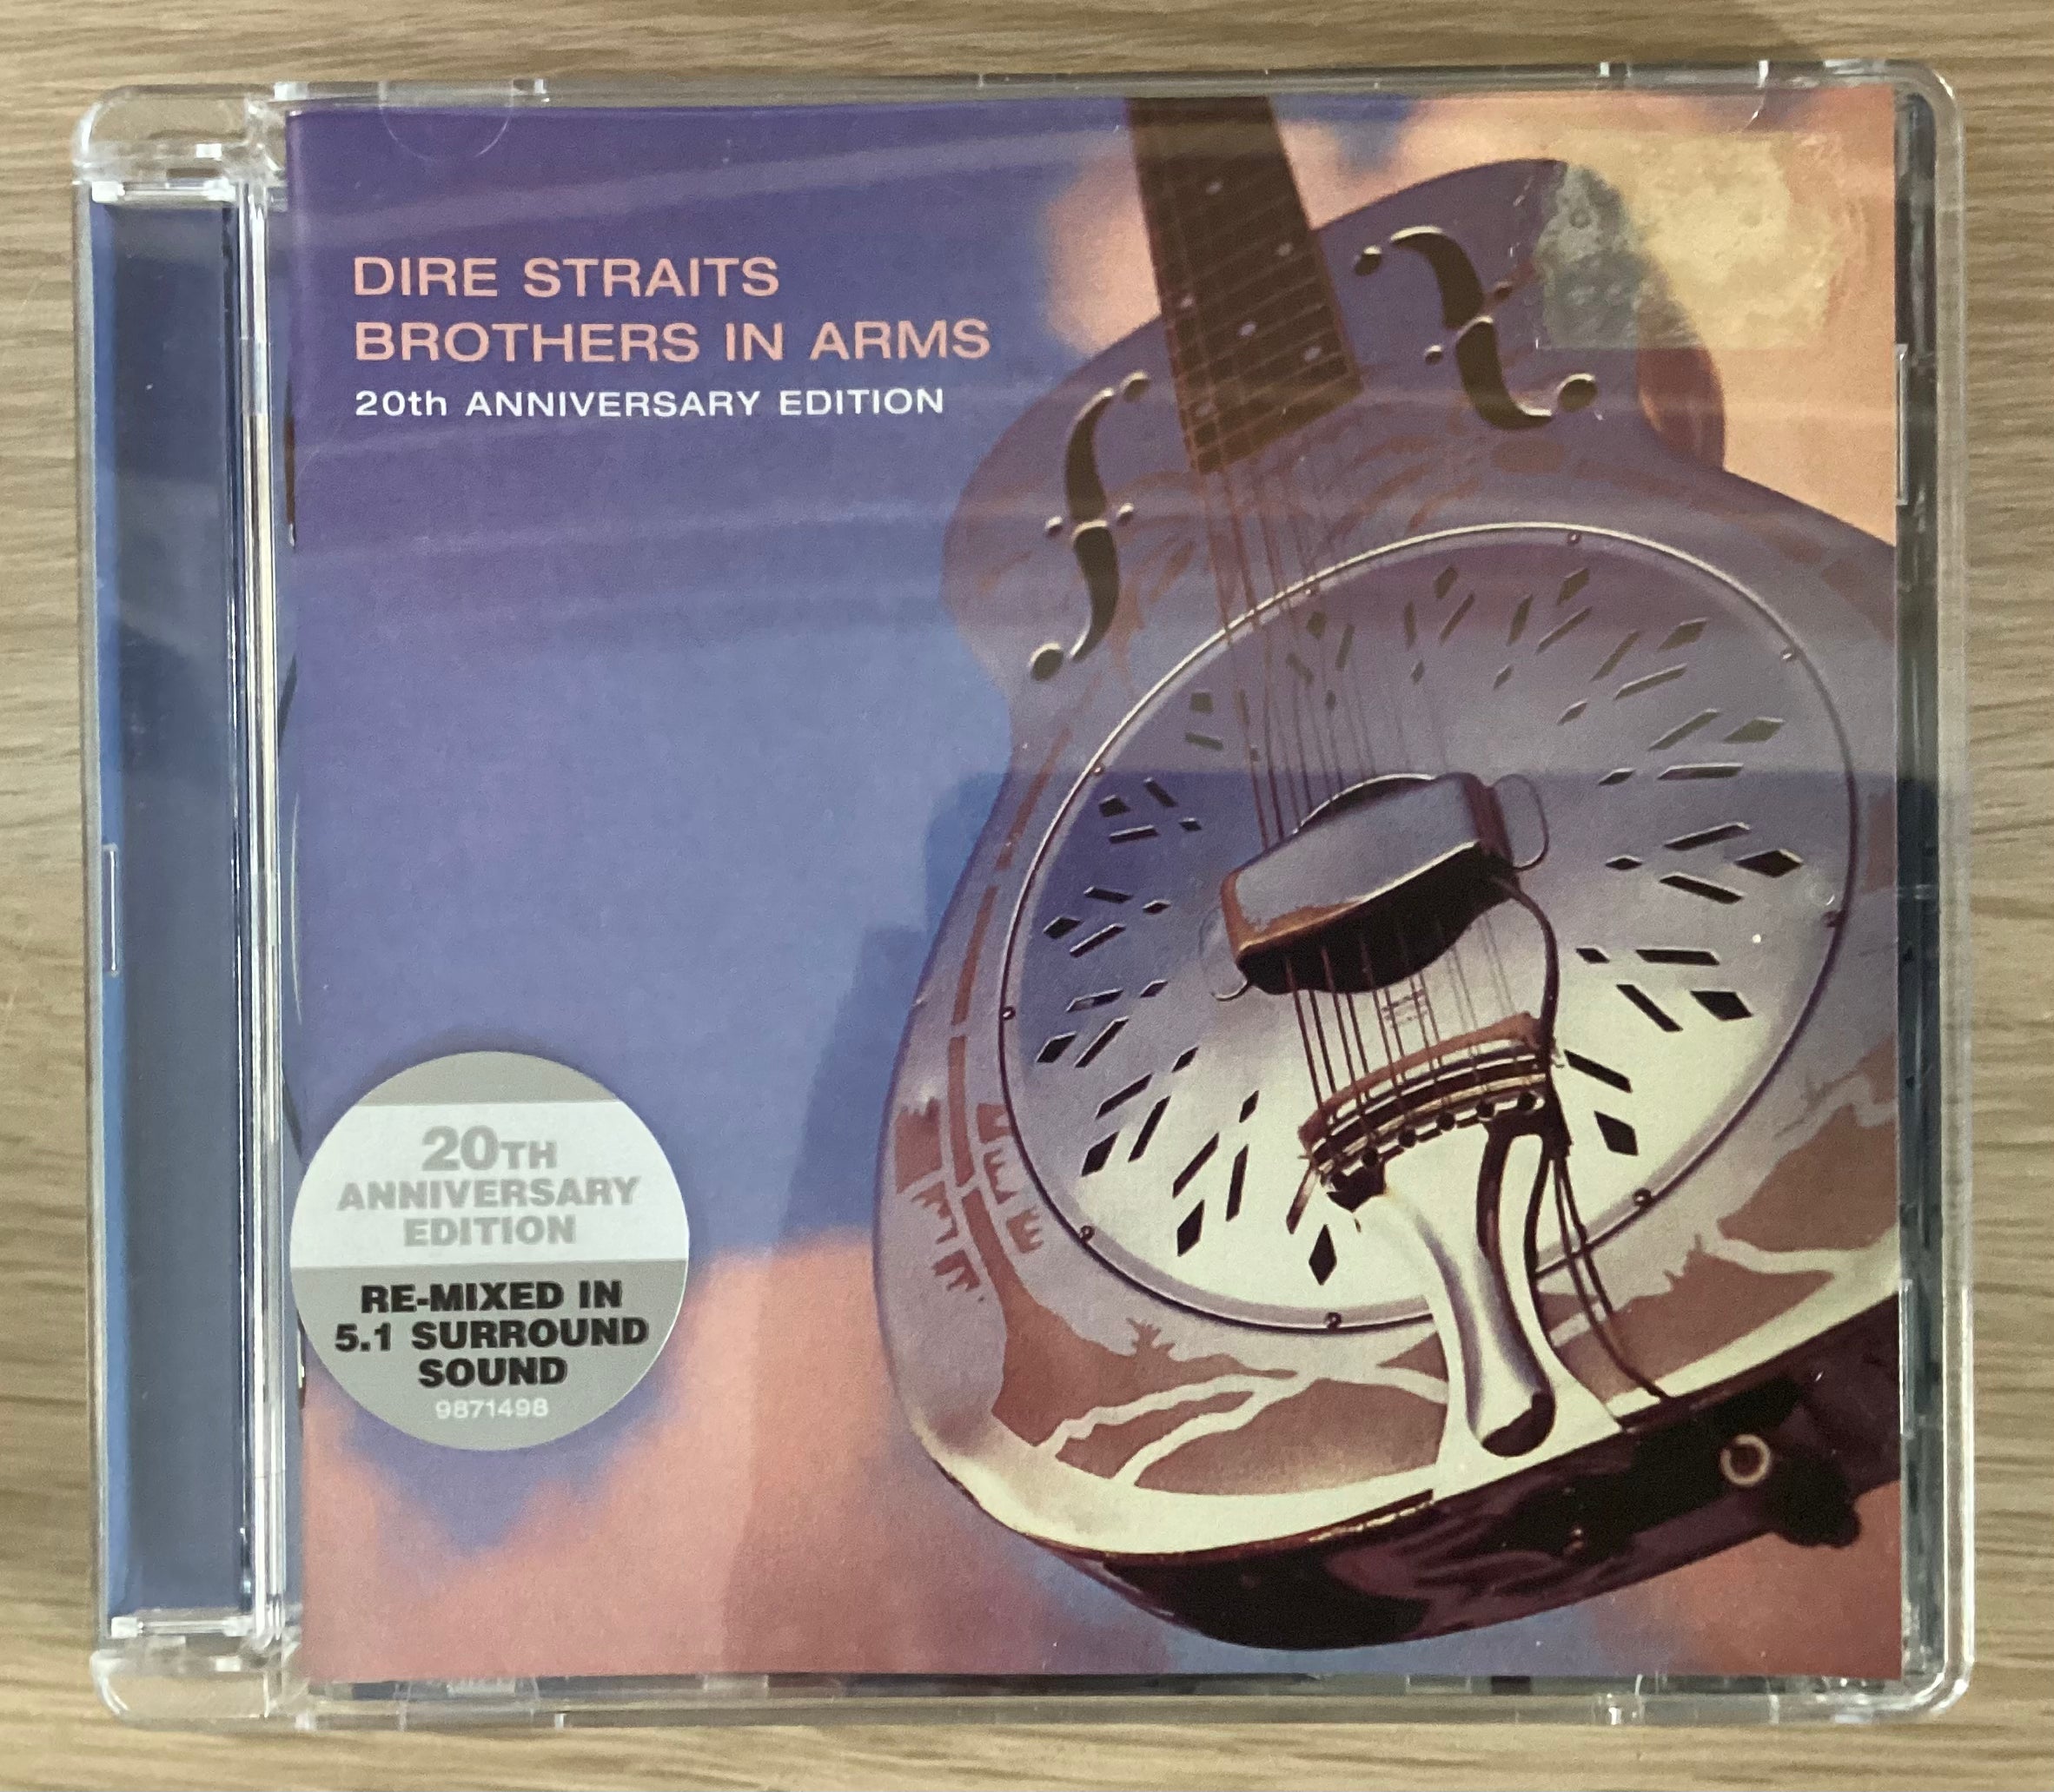 DIRE STRAITS
BROTHERS IN ARMS
20th ANNIVERSARY EDITION
20TH
ANNIVERSARY
EDITION
RE-MIXED IN
5.1 SURROUND
SOUND
9871498